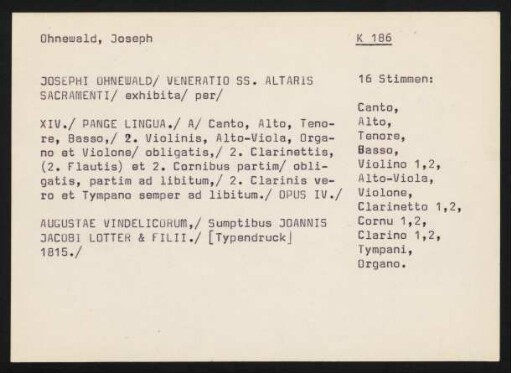 Ohnewald, Joseph
K 186
JOSEPHI OHNEWALD/ VENERATIO SS. ALTARIS
SACRAMENTI/ exhibita/ per/
XIV./ PANGE LINGUA./ A/ Canto, Alto, Teno-
re, Basso,/ 2. Violinis, Alto-Viola, Orga-
no et Violone/ obligatis,/ 2. Clarinettis,
(2. Flautis) et 2. Cornibus partim/ obli-
gatis, partim ad libitum,/ 2. Clarinis ve-
ro et Tympano semper ad libitum./ OPUS IV./
AUGUSTAE VINDELICORUM,/ Sumptibus JOANNIS
JACOBI LOTTER & FILII./ [Typendruck]
1815./
16 Stimmen:
Canto,
Alto,
Tenore,
Basso,
Violino 1,2,
Alto-Viola,
Violone,
Clarinetto 1,2,
Cornu 1,2,
Clarino 1,2,
Tympani,
Organo.